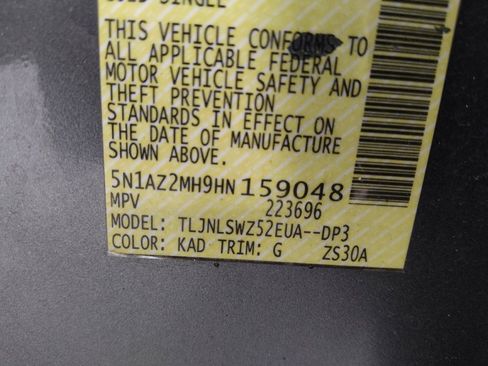 SINGLE
THIS VEHICLE CONFORMS TO
ALL APPLICABLE FEDERAL
MOTOR VEHICLE SAFETY AND
THEFT PREVENTION
STANDARDS IN EFFECT ON
THE DATE OF MANUFACTURE
SHOWN ABOVE.
5N1AZ2MH9HN159048
MPV 223696
MODEL: TLJNLSWZ52EUA--DP3
COLOR: KAD TRIM: G ZS30A